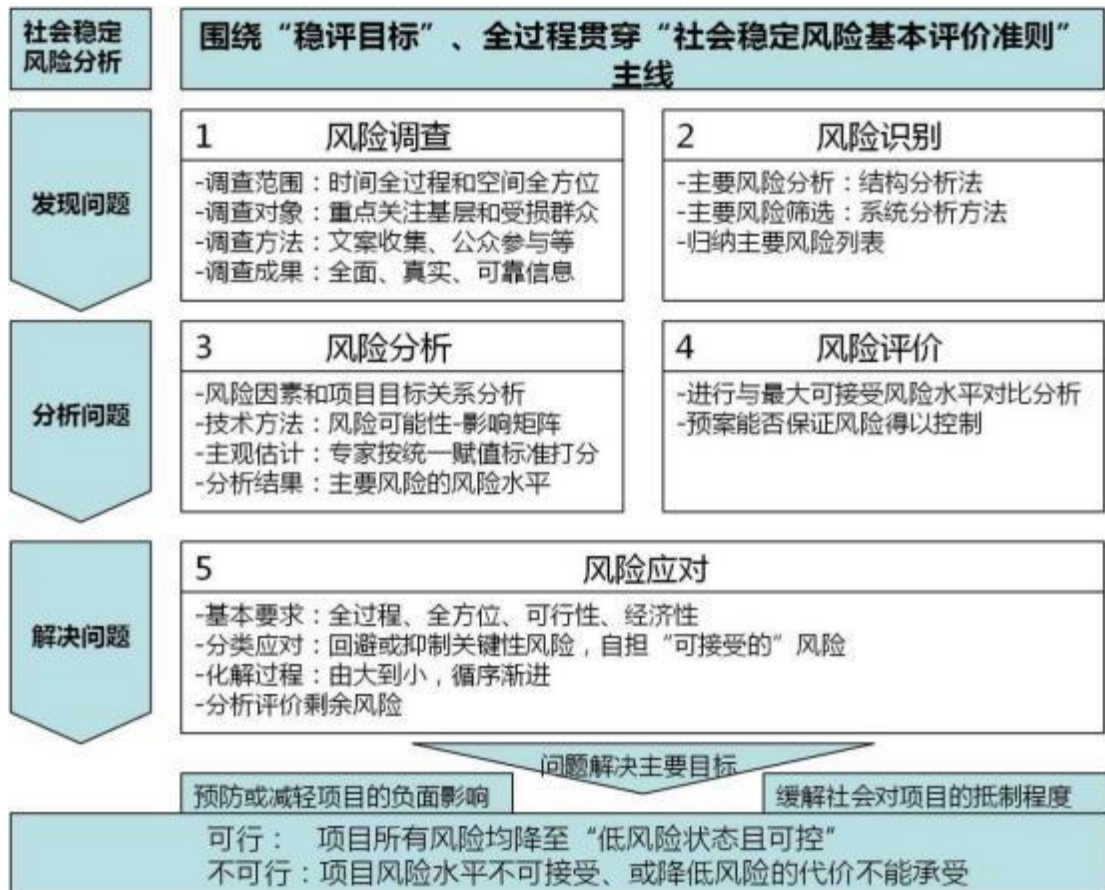 社会稳定
风险分析
围绕“稳评目标”、全过程贯穿“社会稳定风险基本评价准则”
主线
发现问题
1 风险调查
-调查范围：时间全过程和空间全方位
-调查对象：重点关注基层和受损群众
-调查方法：文案收集、公众参与等
-调查成果：全面、真实、可靠信息
2 风险识别
-主要风险分析：结构分析法
-主要风险筛选：系统分析方法
-归纳主要风险列表
分析问题
3 风险分析
-风险因素和项目目标关系分析
-技术方法：风险可能性-影响矩阵
-主观估计：专家按统一赋值标准打分
-分析结果：主要风险的风险水平
4 风险评价
-进行与最大可接受风险水平对比分析
-预案能否保证风险得以控制
解决问题
5 风险应对
-基本要求：全过程、全方位、可行性、经济性
-分类应对：回避或抑制关键性风险，自担“可接受的”风险
-化解过程：由大到小，循序渐进
-分析评价剩余风险
问题解决主要目标
预防或减轻项目的负面影响
缓解社会对项目的抵制程度
可行： 项目所有风险均降至“低风险状态且可控”
不可行：项目风险水平不可接受、或降低风险的代价不能承受